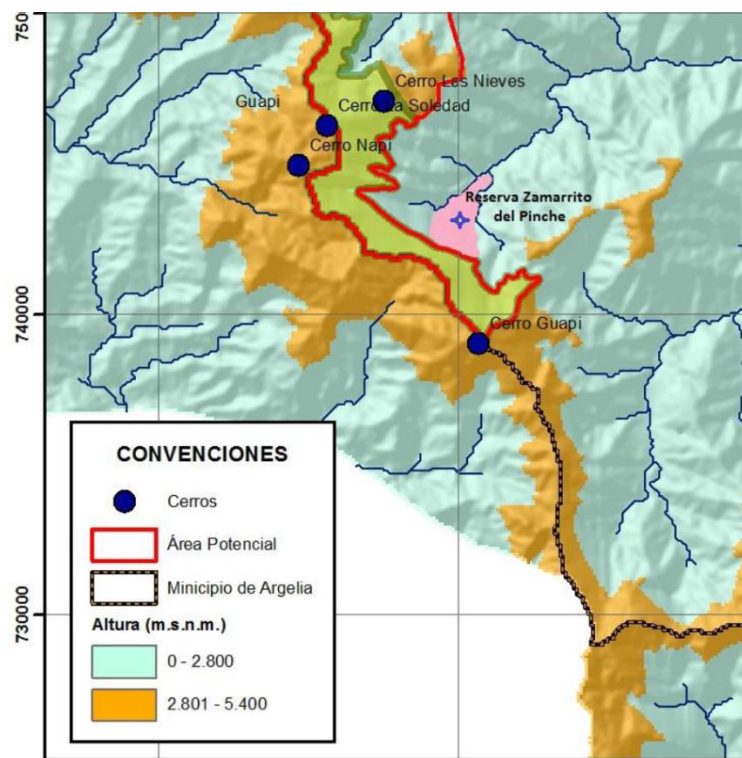 750
Cerro Las Nieves
Guapi
Cerro La Soledad
Cerro Napi
Reserva Zamarrito
del Pinche
740000
Cerro Guapi
CONVENCIONES
Cerros
Área Potencial
Minicipio de Argelia
730000
Altura (m.s.n.m.)
0 - 2.800
2.801 - 5.400